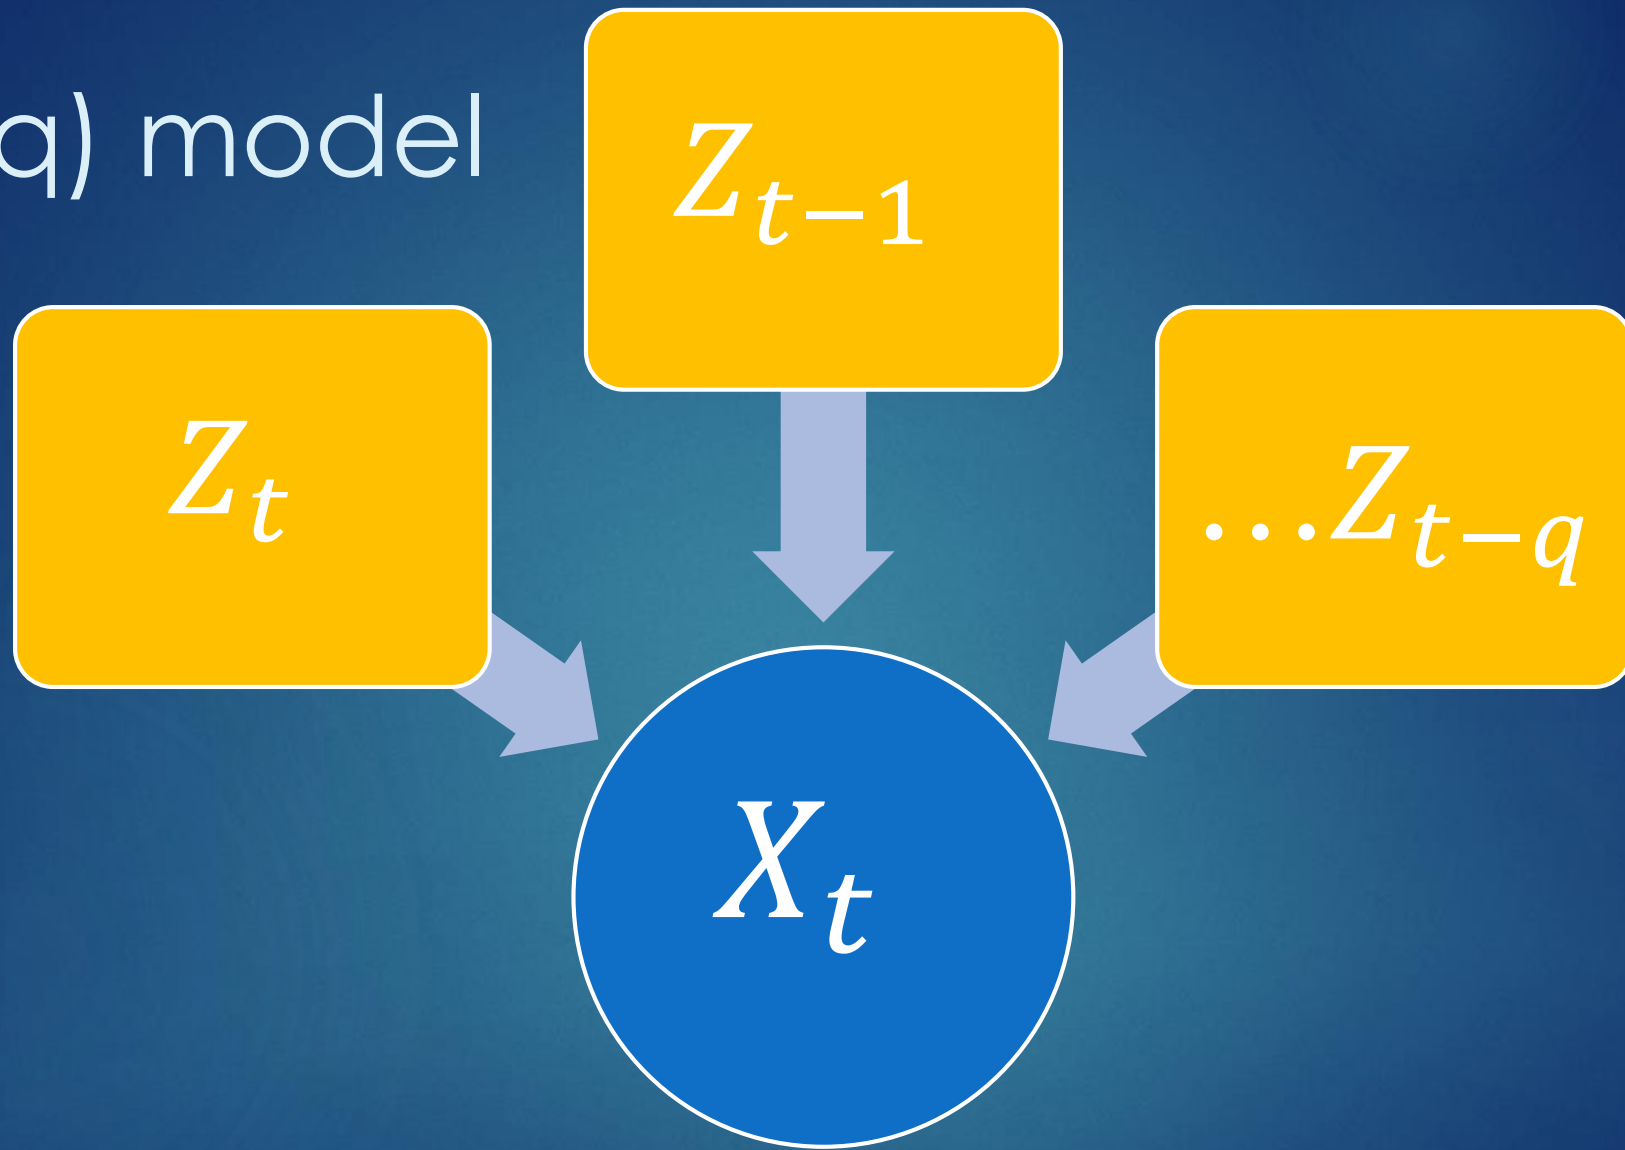 q) model
Z_{t-1}
Z_t
...Z_{t-q}
X_t